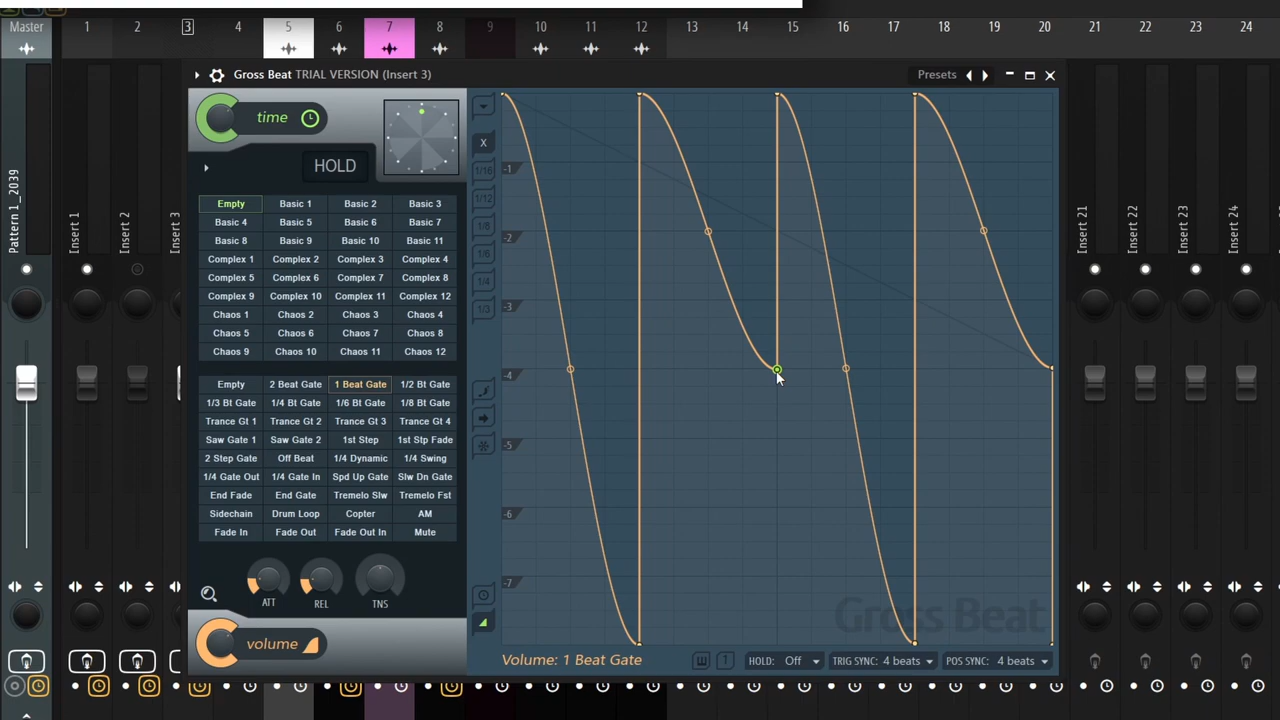 Master 1 2 3 4 5 6 7 8 9 10 11 12 13 14 15 16 17 18 19 20 21 22 23 24
Gross Beat TRIAL VERSION (Insert 3) Presets
time
HOLD
Empty Basic 1 Basic 2 Basic 3
Basic 4 Basic 5 Basic 6 Basic 7
Basic 8 Basic 9 Basic 10 Basic 11
Complex 1 Complex 2 Complex 3 Complex 4
Complex 5 Complex 6 Complex 7 Complex 8
Complex 9 Complex 10 Complex 11 Complex 12
Chaos 1 Chaos 2 Chaos 3 Chaos 4
Chaos 5 Chaos 6 Chaos 7 Chaos 8
Chaos 9 Chaos 10 Chaos 11 Chaos 12
Empty 2 Beat Gate 1 Beat Gate 1/2 Bt Gate
1/3 Bt Gate 1/4 Bt Gate 1/6 Bt Gate 1/8 Bt Gate
Trance Gt 1 Trance Gt 2 Trance Gt 3 Trance Gt 4
Saw Gate 1 Saw Gate 2 1st Step 1st Stp Fade
2 Step Gate Off Beat 1/4 Dynamic 1/4 Swing
1/4 Gate Out 1/4 Gate In Spd Up Gate Slw Dn Gate
End Fade End Gate Tremelo Slw Tremelo Fst
Sidechain Drum Loop Copter AM
Fade In Fade Out Fade Out In Mute
ATT REL TNS
volume
X
1/16
1/12
1/8
1/6
1/4
1/3
-1
-2
-3
-4
-5
-6
-7
Gross Beat
Volume: 1 Beat Gate 1 HOLD: Off TRIG SYNC: 4 beats POS SYNC: 4 beats
Pattern 1_2039
Insert 1
Insert 2
Insert 21
Insert 22
Insert 23
Insert 24